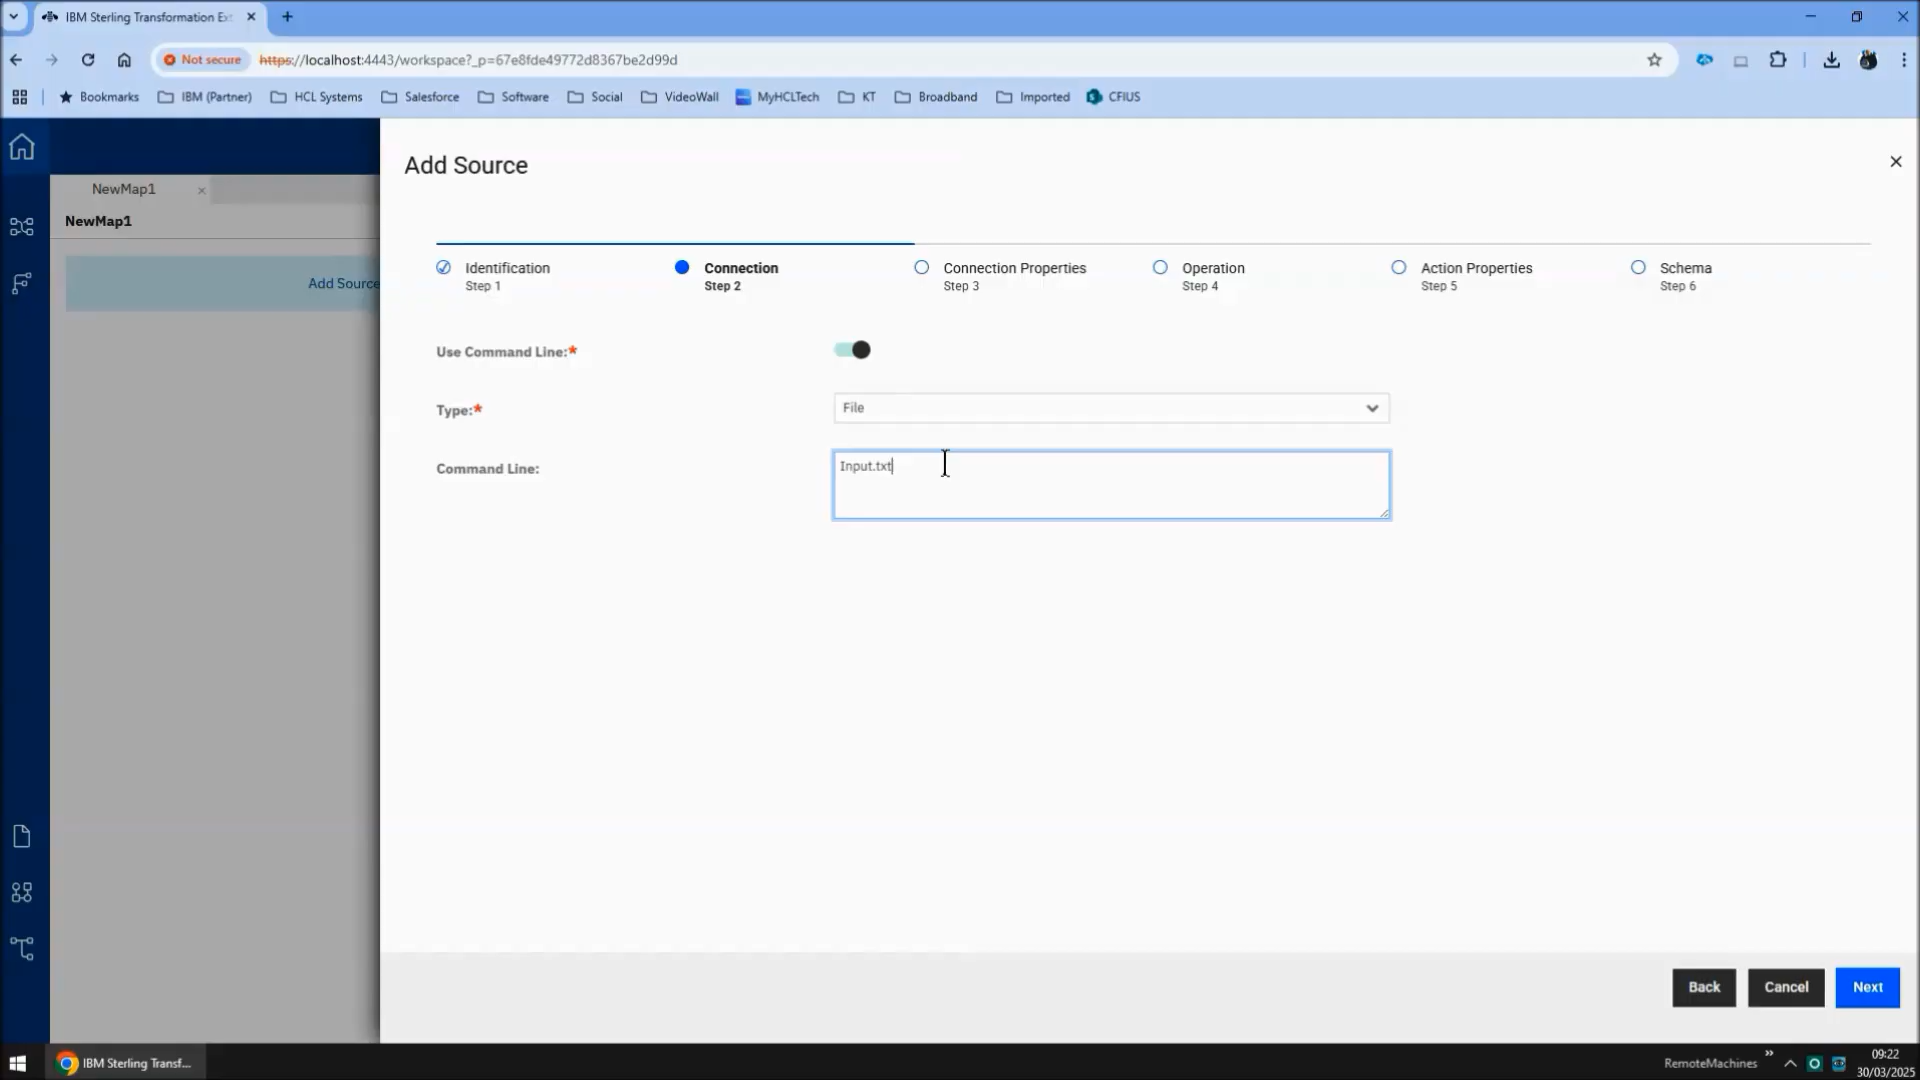 IBM Sterling Transformation Ext
Not secure
https://localhost:4443/workspace?_p=67e8fde49772d8367be2d99d
Bookmarks IBM (Partner) HCL Systems Salesforce Software Social VideoWall MyHCLTech KT Broadband Imported CFIUS
NewMap1
NewMap1
Add Source
Add Source
Identification
Step 1
Connection
Step 2
Connection Properties
Step 3
Operation
Step 4
Action Properties
Step 5
Schema
Step 6
Use Command Line:*
Type:*
File
Command Line:
Input.txt
Back Cancel Next
IBM Sterling Transf...
RemoteMachines
09:22
30/03/2025